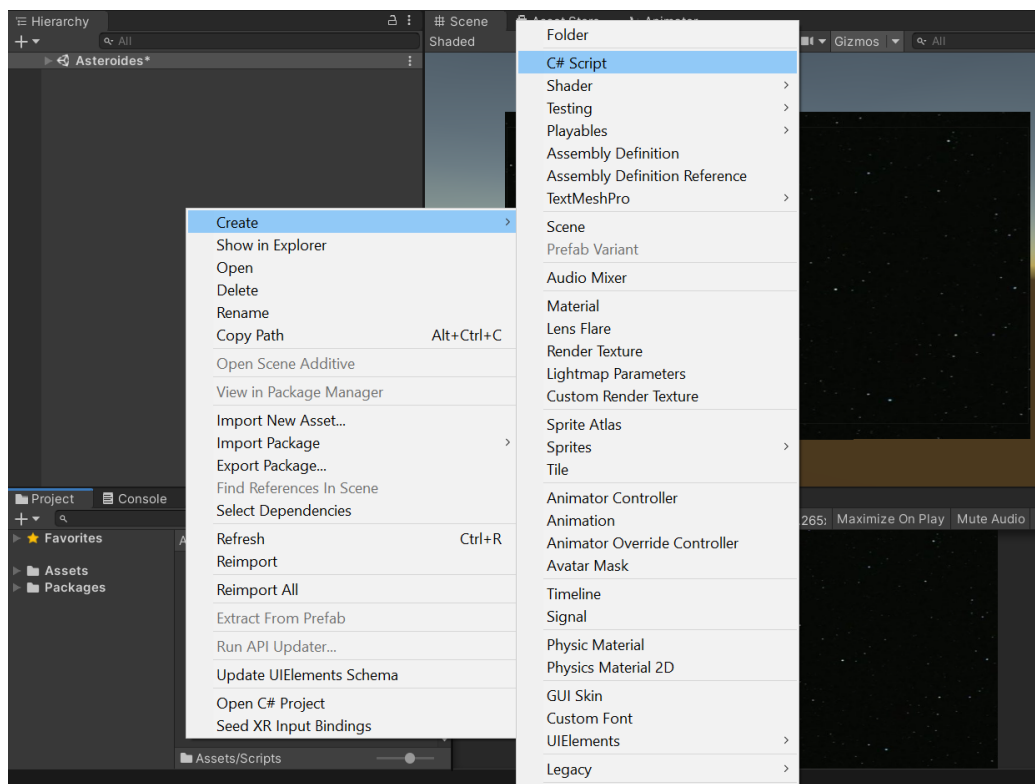 Hierarchy
All
Asteroides*
Scene
Asset Store
Animator
Shaded
Gizmos
All
Create
Show in Explorer
Open
Delete
Rename
Copy Path Alt+Ctrl+C
Open Scene Additive
View in Package Manager
Import New Asset...
Import Package
Export Package...
Find References In Scene
Select Dependencies
Refresh Ctrl+R
Reimport
Reimport All
Extract From Prefab
Run API Updater...
Update UIElements Schema
Open C# Project
Seed XR Input Bindings
Folder
C# Script
Shader
Testing
Playables
Assembly Definition
Assembly Definition Reference
TextMeshPro
Scene
Prefab Variant
Audio Mixer
Material
Lens Flare
Render Texture
Lightmap Parameters
Custom Render Texture
Sprite Atlas
Sprites
Tile
Animator Controller
Animation
Animator Override Controller
Avatar Mask
Timeline
Signal
Physic Material
Physics Material 2D
GUI Skin
Custom Font
UIElements
Legacy
Project
Console
Favorites
Assets
Packages
A
Assets/Scripts
.265: Maximize On Play Mute Audio